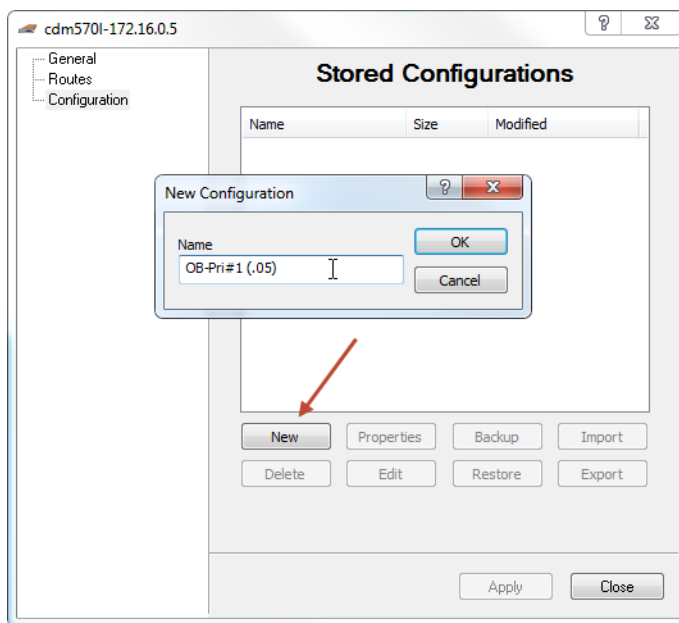 cdm570l-172.16.0.5
General
Routes
Configuration
Stored Configurations
Name Size Modified
New Configuration
Name
OB-Pri#1 (.05)
OK
Cancel
New Properties Backup Import
Delete Edit Restore Export
Apply Close